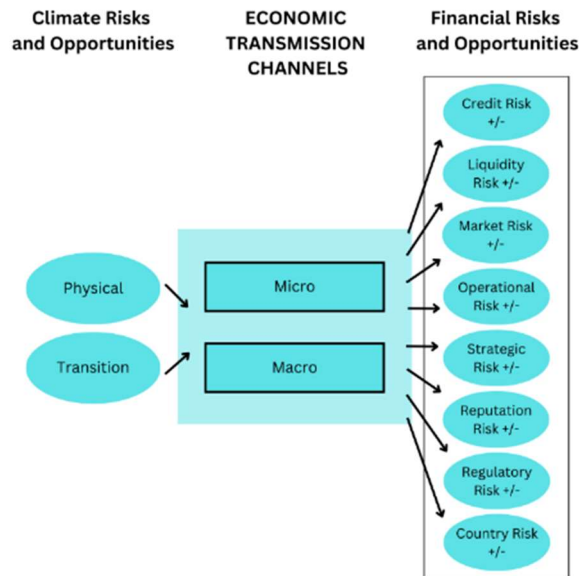 Climate Risks
and Opportunities
ECONOMIC
TRANSMISSION
CHANNELS
Financial Risks
and Opportunities
Physical
Transition
Micro
Macro
Credit Risk
+/-
Liquidity
Risk +/-
Market Risk
+/-
Operational
Risk +/-
Strategic
Risk +/-
Reputation
Risk +/-
Regulatory
Risk +/-
Country Risk
+/-